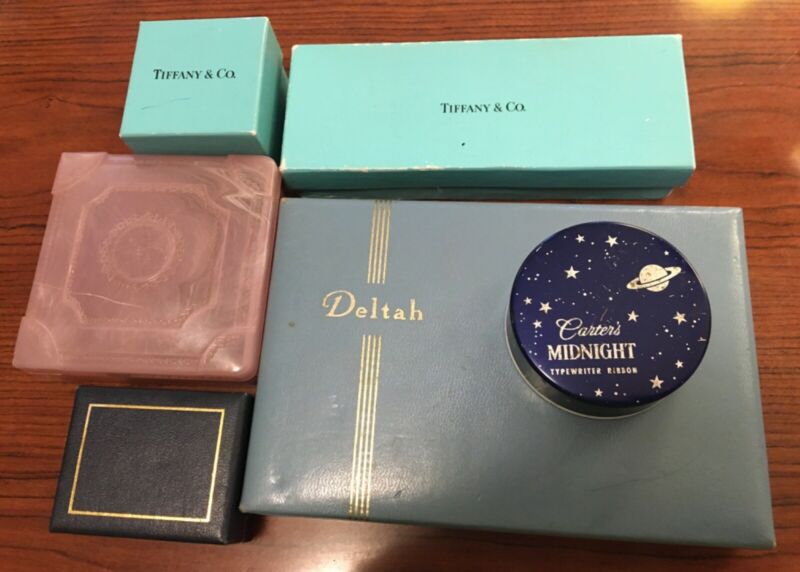 TIFFANY & CO.
TIFFANY & CO.
Deltah
Carter's
MIDNIGHT
TYPEWRITER RIBBON